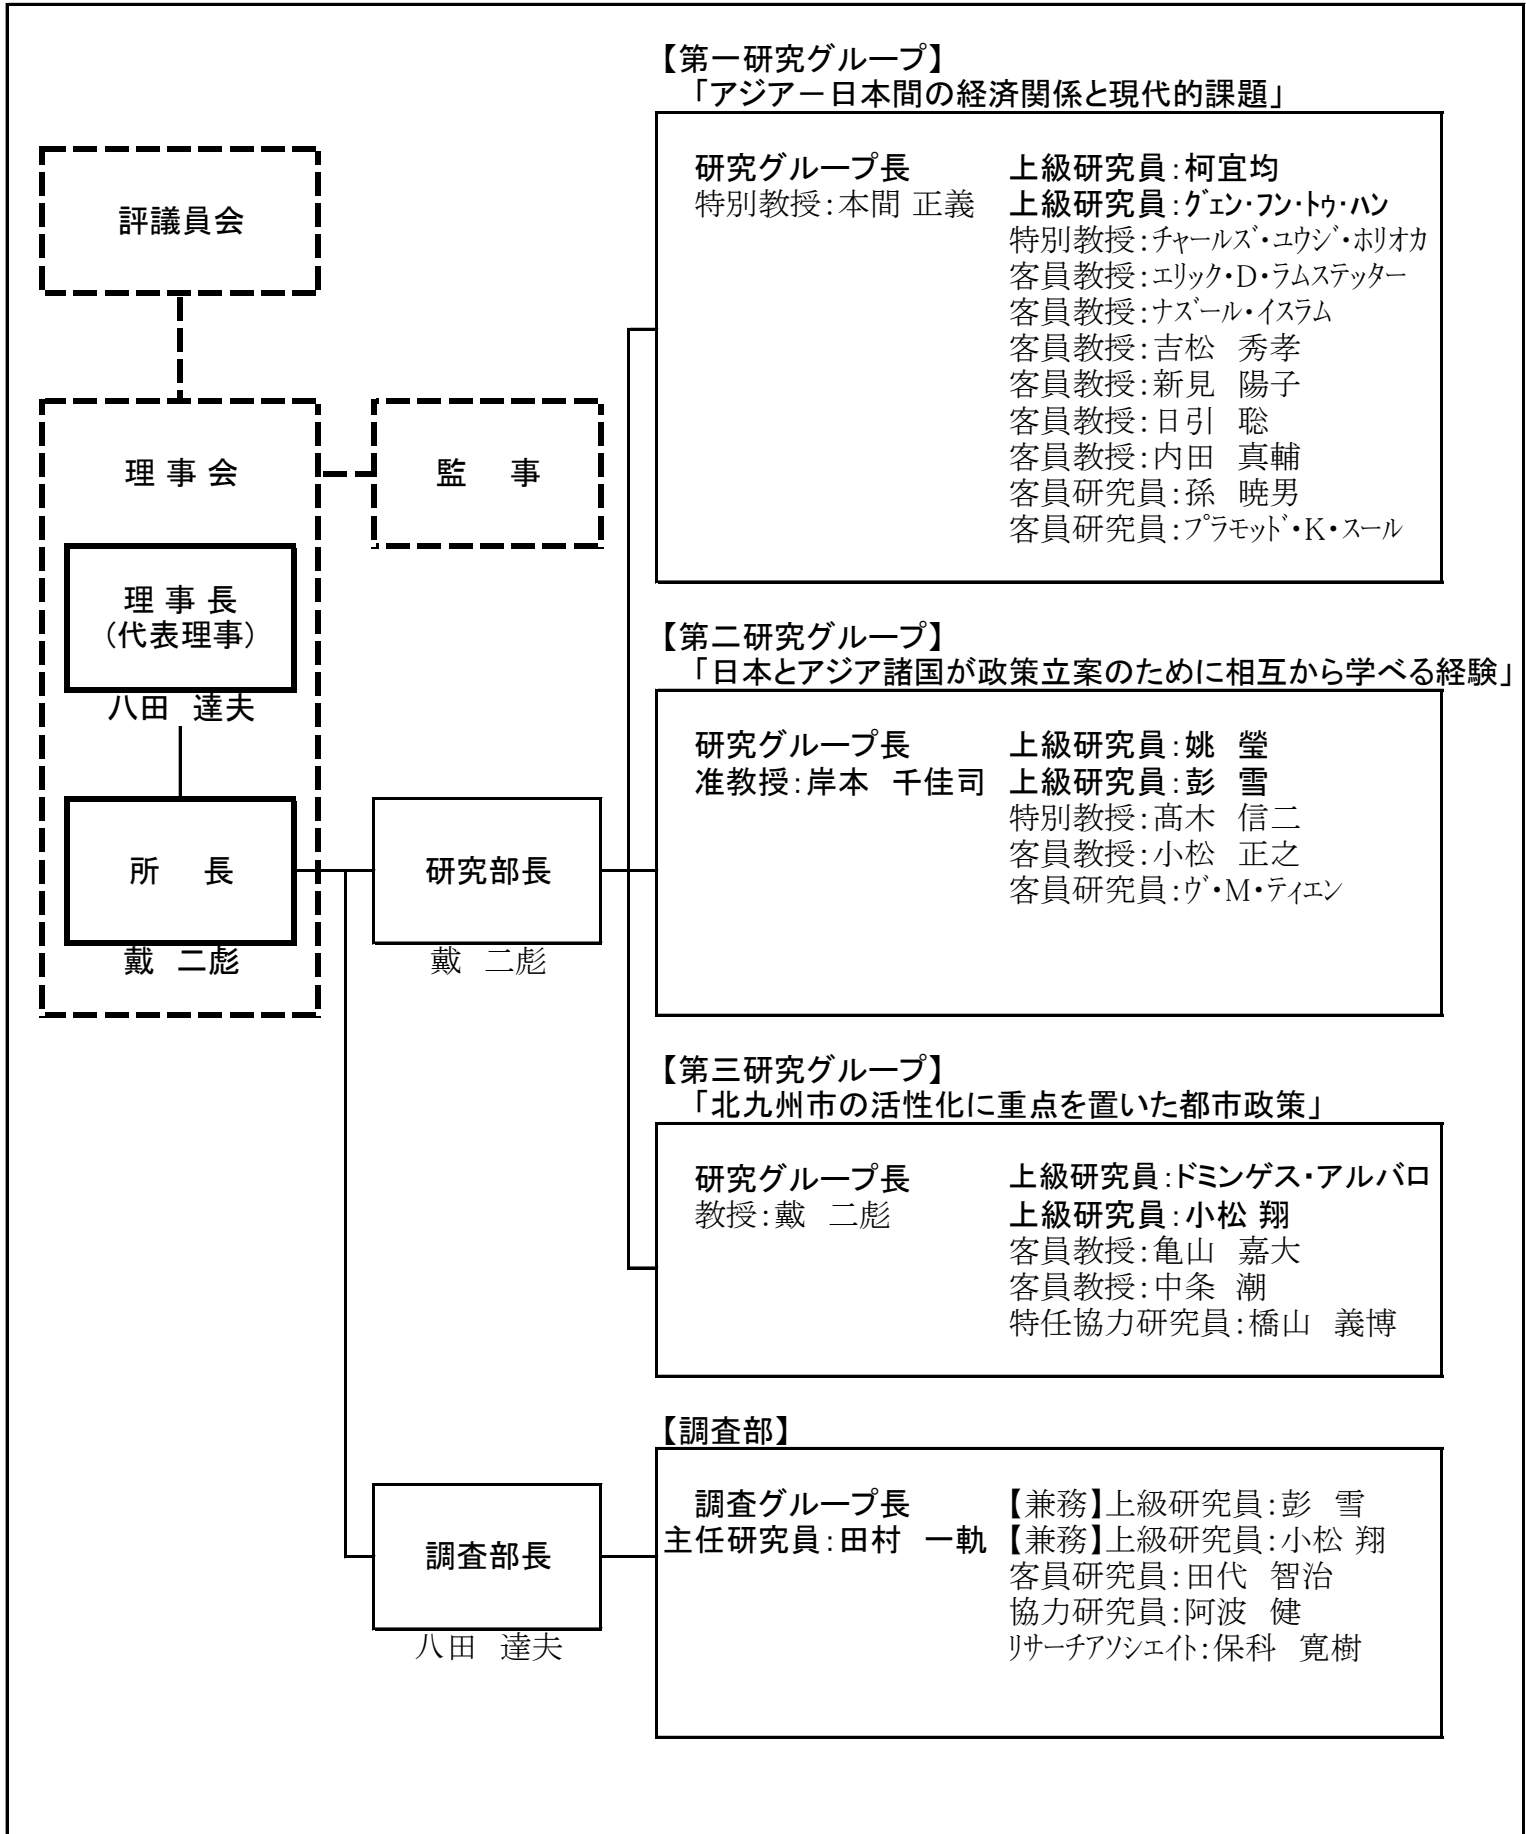 評議員会
理 事 会
監　事
理 事 長
(代表理事)
八田　達夫
所　長
戴　二彪
研究部長
戴　二彪
調査部長
八田　達夫
【第一研究グループ】
「アジア－日本間の経済関係と現代的課題」
研究グループ長
特別教授:本間 正義
上級研究員:柯宜均
上級研究員:グェン・フン・トゥ・ハン
特別教授:チャールズ・ユウジ・ホリオカ
客員教授:エリック・D・ラムステッター
客員教授:ナズール・イスラム
客員教授:吉松　秀孝
客員教授:新見　陽子
客員教授:日引　聡
客員教授:内田　真輔
客員研究員:孫　暁男
客員研究員:プラモッド・K・スール
【第二研究グループ】
「日本とアジア諸国が政策立案のために相互から学べる経験」
研究グループ長
准教授:岸本　千佳司
上級研究員:姚　瑩
上級研究員:彭　雪
特別教授:髙木　信二
客員教授:小松　正之
客員研究員:ヴ・M・ティエン
【第三研究グループ】
「北九州市の活性化に重点を置いた都市政策」
研究グループ長
教授:戴　二彪
上級研究員:ドミンゲス・アルバロ
上級研究員:小松 翔
客員教授:亀山　嘉大
客員教授:中条　潮
特任協力研究員:橋山　義博
【調査部】
調査グループ長
主任研究員:田村　一軌
【兼務】上級研究員:彭　雪
【兼務】上級研究員:小松 翔
客員研究員:田代　智治
協力研究員:阿波　健
リサーチアソシエイト:保科　寛樹